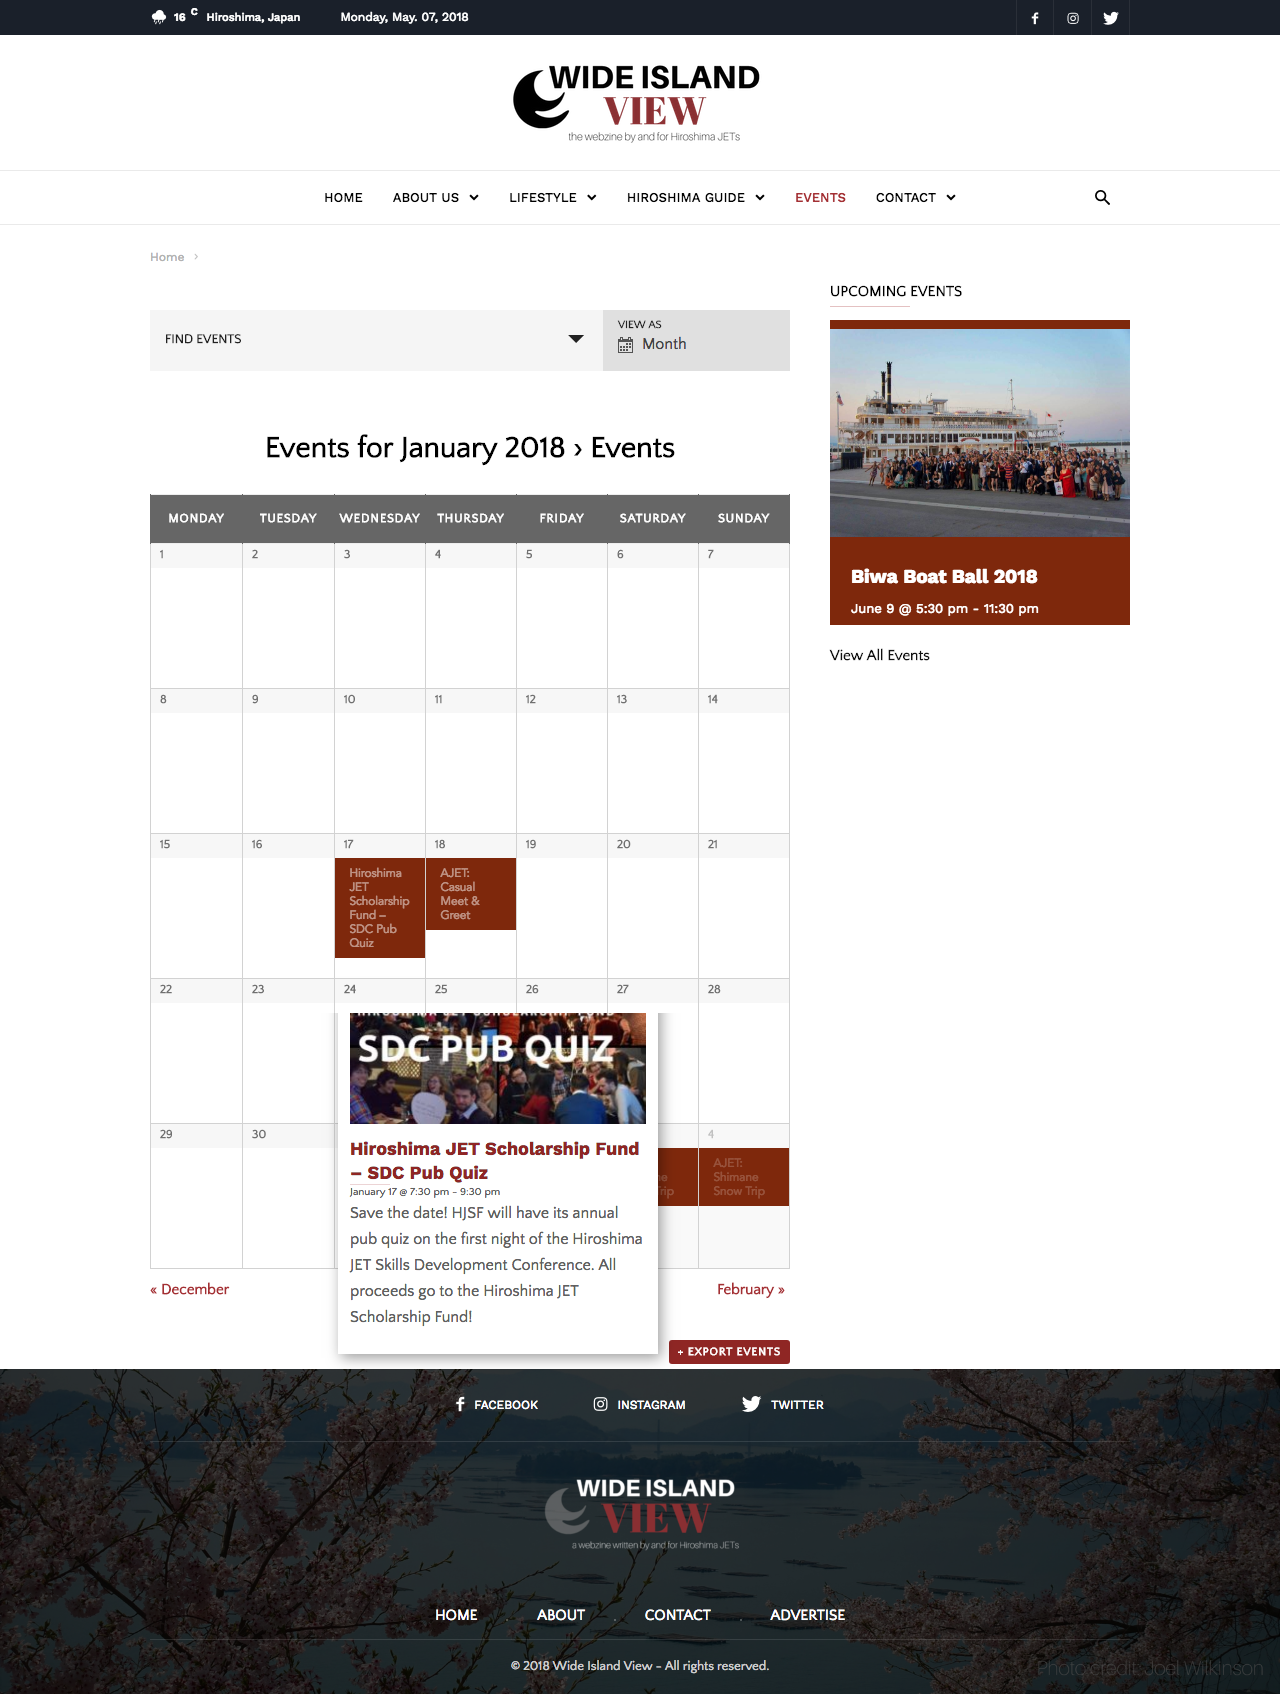 16 C Hiroshima, Japan Monday, May. 07, 2018
WIDE ISLAND
VIEW
the webzine by and for Hiroshima JETs
HOME ABOUT US LIFESTYLE HIROSHIMA GUIDE EVENTS CONTACT
Home ›
UPCOMING EVENTS
FIND EVENTS
VIEW AS
Month
Biwa Boat Ball 2018
June 9 @ 5:30 pm - 11:30 pm
View All Events
Events for January 2018 › Events
MONDAY TUESDAY WEDNESDAY THURSDAY FRIDAY SATURDAY SUNDAY
1 2 3 4 5 6 7
8 9 10 11 12 13 14
15 16 17 18 19 20 21
Hiroshima
JET
Scholarship
Fund –
SDC Pub
Quiz
AJET:
Casual
Meet &
Greet
22 23 24 25 26 27 28
SDC PUB QUIZ
29 30 4
Hiroshima JET Scholarship Fund
– SDC Pub Quiz
January 17 @ 7:30 pm - 9:30 pm
Save the date! HJSF will have its annual
pub quiz on the first night of the Hiroshima
JET Skills Development Conference. All
proceeds go to the Hiroshima JET
Scholarship Fund!
AJET:
Shimane
Snow Trip
« December February »
+ EXPORT EVENTS
FACEBOOK INSTAGRAM TWITTER
WIDE ISLAND
VIEW
a webzine written by and for Hiroshima JETs
HOME . ABOUT . CONTACT . ADVERTISE
© 2018 Wide Island View - All rights reserved.
Photo credit: Joel Wilkinson